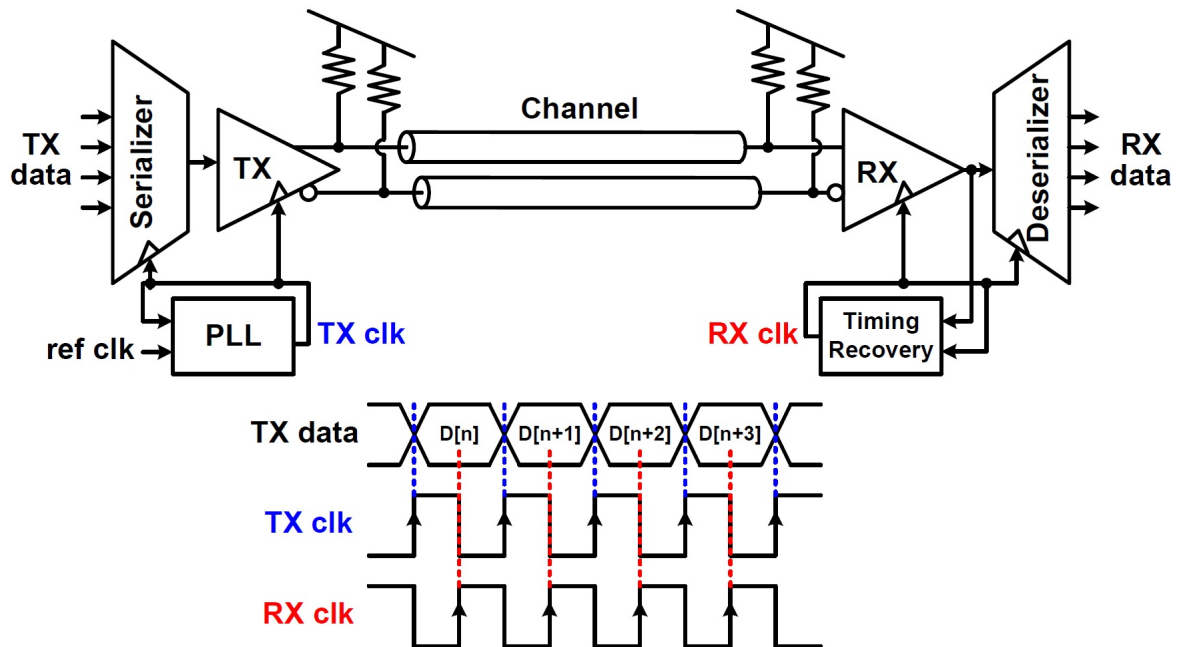 Serializer
TX
data
TX
Channel
RX
Deserializer
RX
data
ref clk
PLL
TX clk
RX clk
Timing
Recovery
TX data
D[n]
D[n+1]
D[n+2]
D[n+3]
TX clk
RX clk